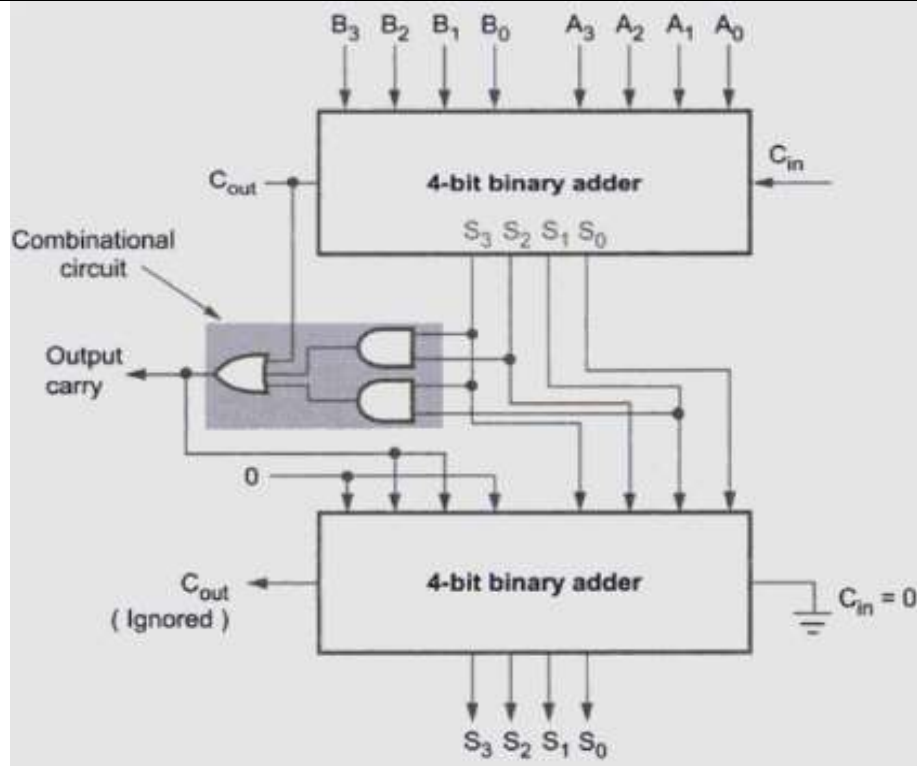 B3 B2 B1 B0 A3 A2 A1 A0
Cout
4-bit binary adder
Cin
S3 S2 S1 S0
Combinational
circuit
Output
carry
0
Cout
( Ignored )
4-bit binary adder
Cin = 0
S3 S2 S1 S0